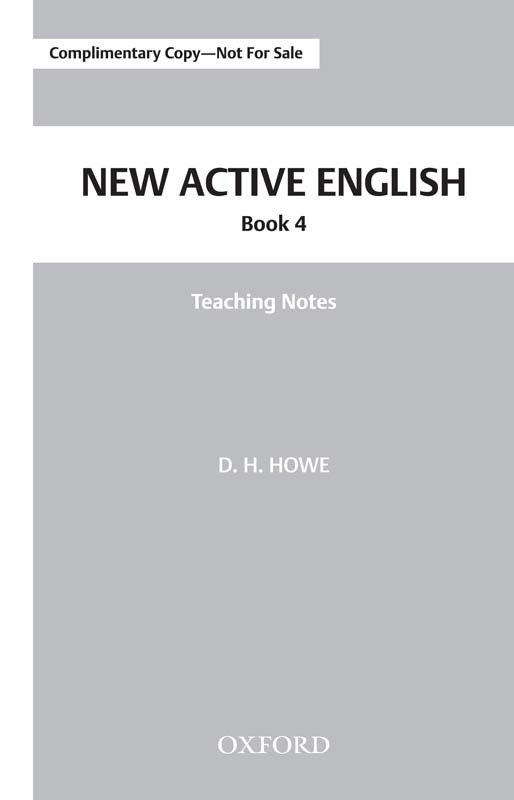 Complimentary Copy—Not For Sale
NEW ACTIVE ENGLISH
Book 4
Teaching Notes
D. H. HOWE
OXFORD